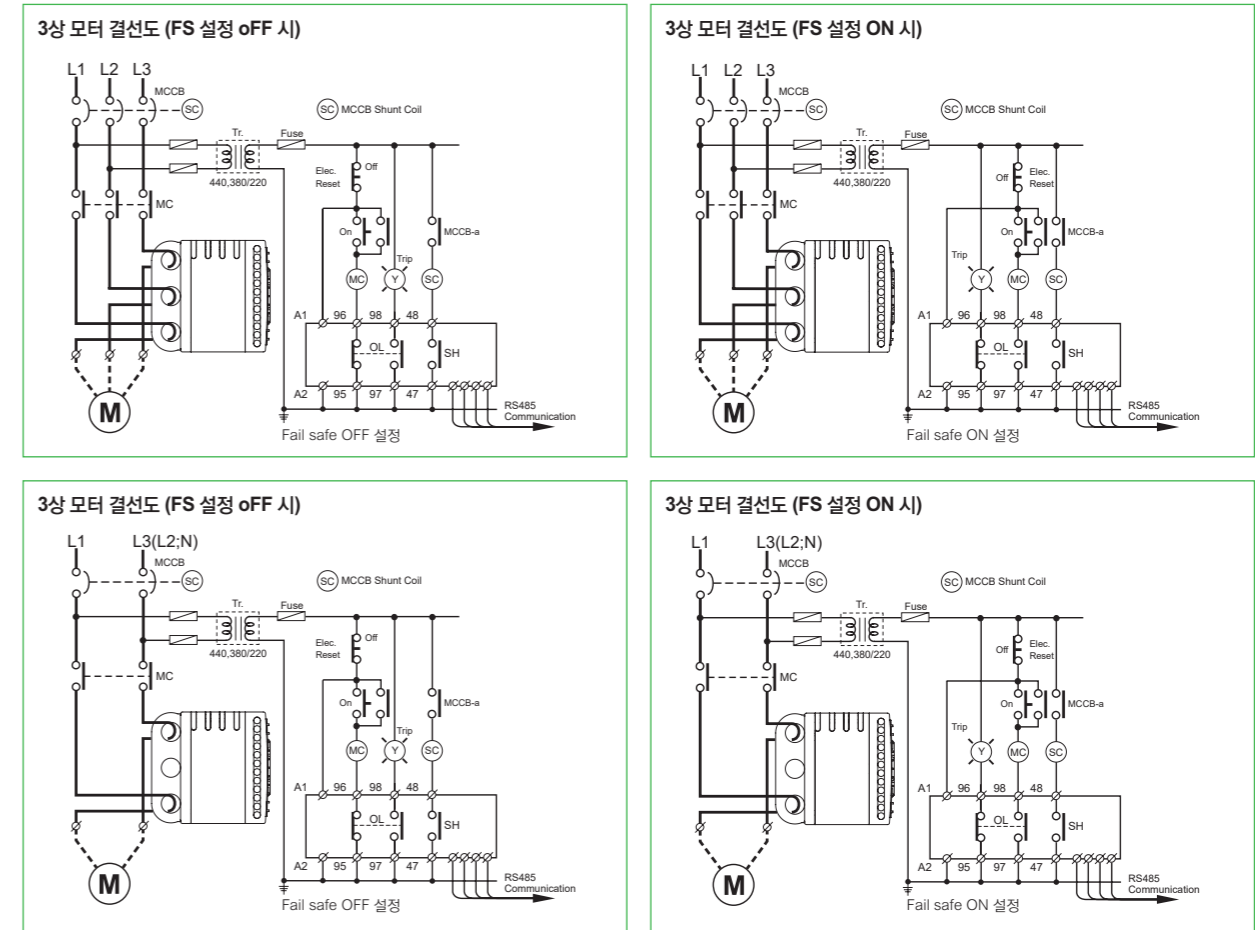 3상 모터 결선도 (FS 설정 oFF 시)
L1 L2 L3
MCCB
SC
SC MCCB Shunt Coil
Tr. Fuse
440,380/220
Elec.
Reset
Off
MC
On
MCCB-a
Trip
MC Y SC
A1 96 98 48
OL SH
A2 95 97 47
RS485
Communication
M
Fail safe OFF 설정
3상 모터 결선도 (FS 설정 ON 시)
L1 L2 L3
MCCB
SC
SC MCCB Shunt Coil
Tr. Fuse
440,380/220
Off
Elec.
Reset
MC
On
MCCB-a
Trip
Y MC SC
A1 96 98 48
OL SH
A2 95 97 47
RS485
Communication
M
Fail safe ON 설정
3상 모터 결선도 (FS 설정 oFF 시)
L1 L3(L2;N)
MCCB
SC
SC MCCB Shunt Coil
Tr. Fuse
440,380/220
Elec.
Reset
Off
MC
On
MCCB-a
Trip
MC Y SC
A1 96 98 48
OL SH
A2 95 97 47
RS485
Communication
M
Fail safe OFF 설정
3상 모터 결선도 (FS 설정 ON 시)
L1 L3(L2;N)
MCCB
SC
SC MCCB Shunt Coil
Tr. Fuse
440,380/220
Off
Elec.
Reset
MC
On
MCCB-a
Trip
Y MC SC
A1 96 98 48
OL SH
A2 95 97 47
RS485
Communication
M
Fail safe ON 설정